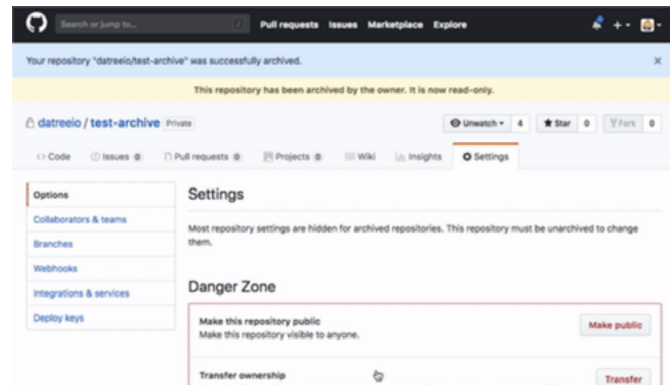 Search or jump to...
/
Pull requests Issues Marketplace Explore
Your repository "datreeio/test-archive" was successfully archived.
This repository has been archived by the owner. It is now read-only.
datreeio / test-archive Private
Unwatch 4 Star 0 Fork 0
Code Issues 0 Pull requests 0 Projects 0 Wiki Insights Settings
Options
Collaborators & teams
Branches
Webhooks
Integrations & services
Deploy keys
Settings
Most repository settings are hidden for archived repositories. This repository must be unarchived to change
them.
Danger Zone
Make this repository public
Make this repository visible to anyone.
Make public
Transfer ownership
Transfer